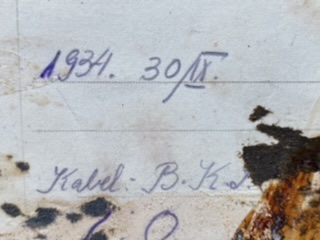 1934. 30/IX.
Kabel: B. K.